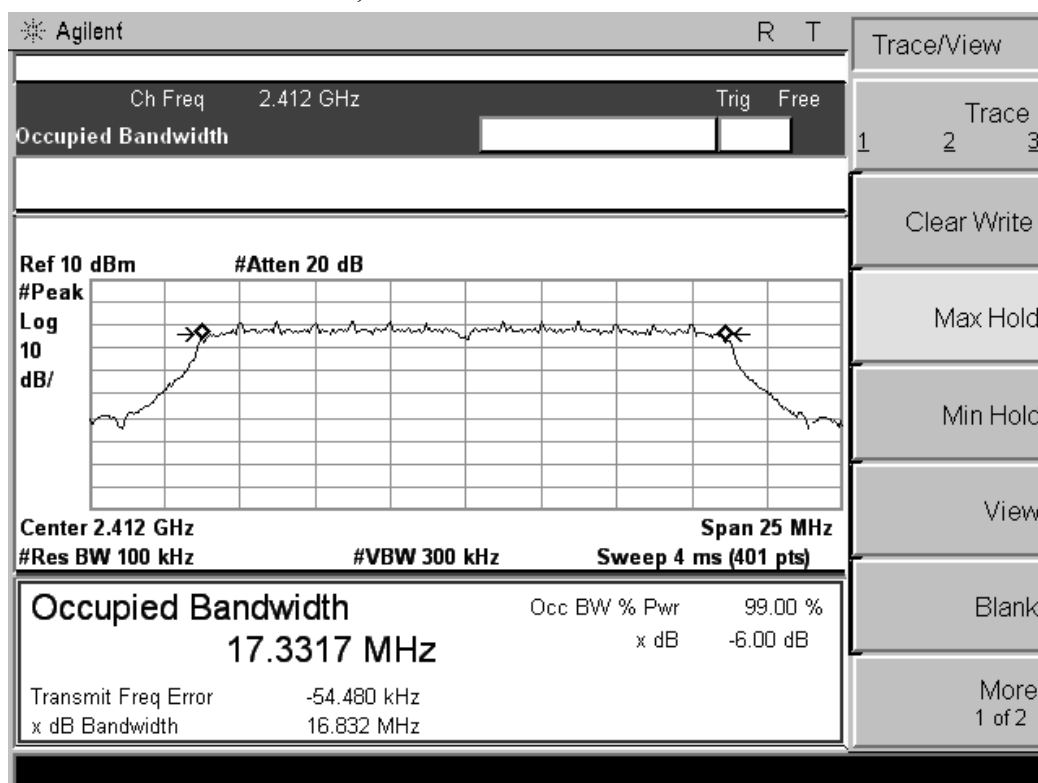 Agilent R T
Ch Freq 2.412 GHz Trig Free
Occupied Bandwidth
Ref 10 dBm #Atten 20 dB
#Peak
Log
10
dB/
Center 2.412 GHz Span 25 MHz
#Res BW 100 kHz #VBW 300 kHz Sweep 4 ms (401 pts)
Occupied Bandwidth Occ BW % Pwr 99.00 %
17.3317 MHz x dB -6.00 dB
Transmit Freq Error -54.480 kHz
x dB Bandwidth 16.832 MHz
Trace/View
Trace
1 2 3
Clear Write
Max Hold
Min Hold
View
Blank
More
1 of 2